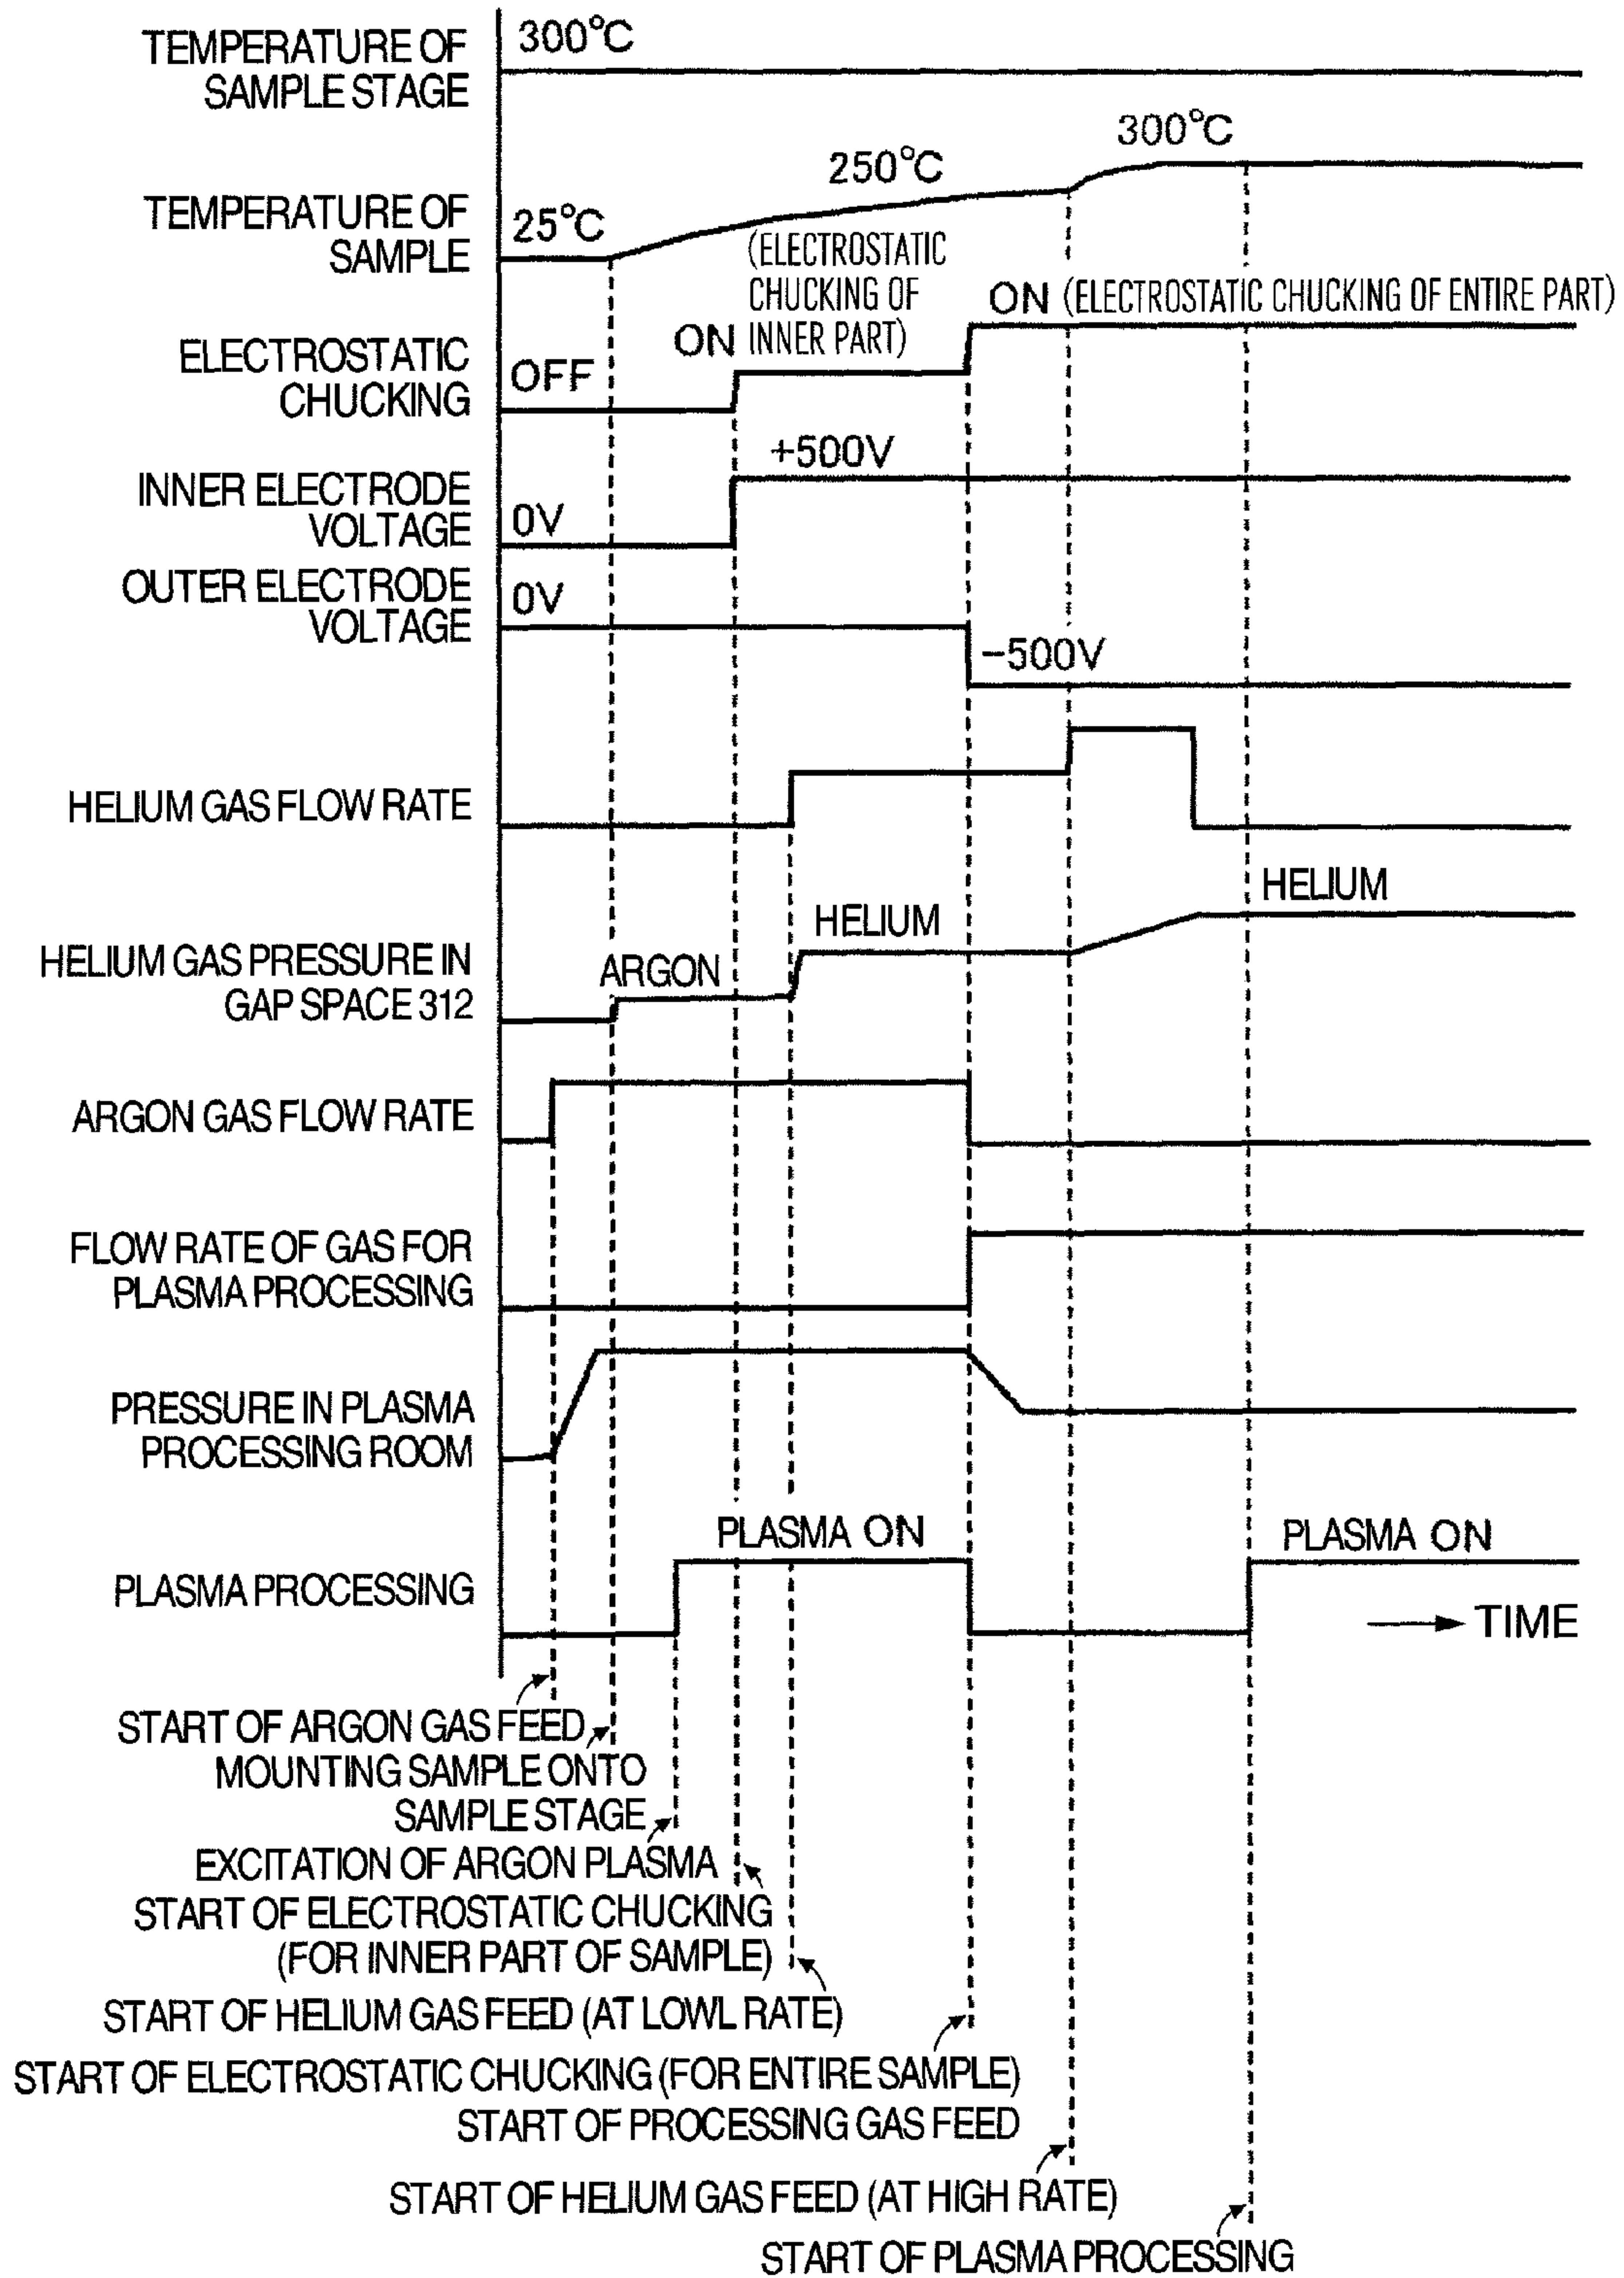 300°C
TEMPERATURE OF
SAMPLE STAGE
300°C
250°C
TEMPERATURE OF
SAMPLE
25°C
(ELECTROSTATIC
CHUCKING OF
INNER PART)
ON
ON (ELECTROSTATIC CHUCKING OF ENTIRE PART)
ELECTROSTATIC
CHUCKING
OFF
+500V
INNER ELECTRODE
VOLTAGE
0V
OUTER ELECTRODE
VOLTAGE
0V
-500V
HELIUM GAS FLOW RATE
HELIUM
HELIUM
ARGON
HELIUM GAS PRESSURE IN
GAP SPACE 312
ARGON GAS FLOW RATE
FLOW RATE OF GAS FOR
PLASMA PROCESSING
PRESSURE IN PLASMA
PROCESSING ROOM
PLASMA ON
PLASMA ON
PLASMA PROCESSING
TIME
START OF ARGON GAS FEED
MOUNTING SAMPLE ONTO
SAMPLE STAGE
EXCITATION OF ARGON PLASMA
START OF ELECTROSTATIC CHUCKING
(FOR INNER PART OF SAMPLE)
START OF HELIUM GAS FEED (AT LOWL RATE)
START OF ELECTROSTATIC CHUCKING (FOR ENTIRE SAMPLE)
START OF PROCESSING GAS FEED
START OF HELIUM GAS FEED (AT HIGH RATE)
START OF PLASMA PROCESSING